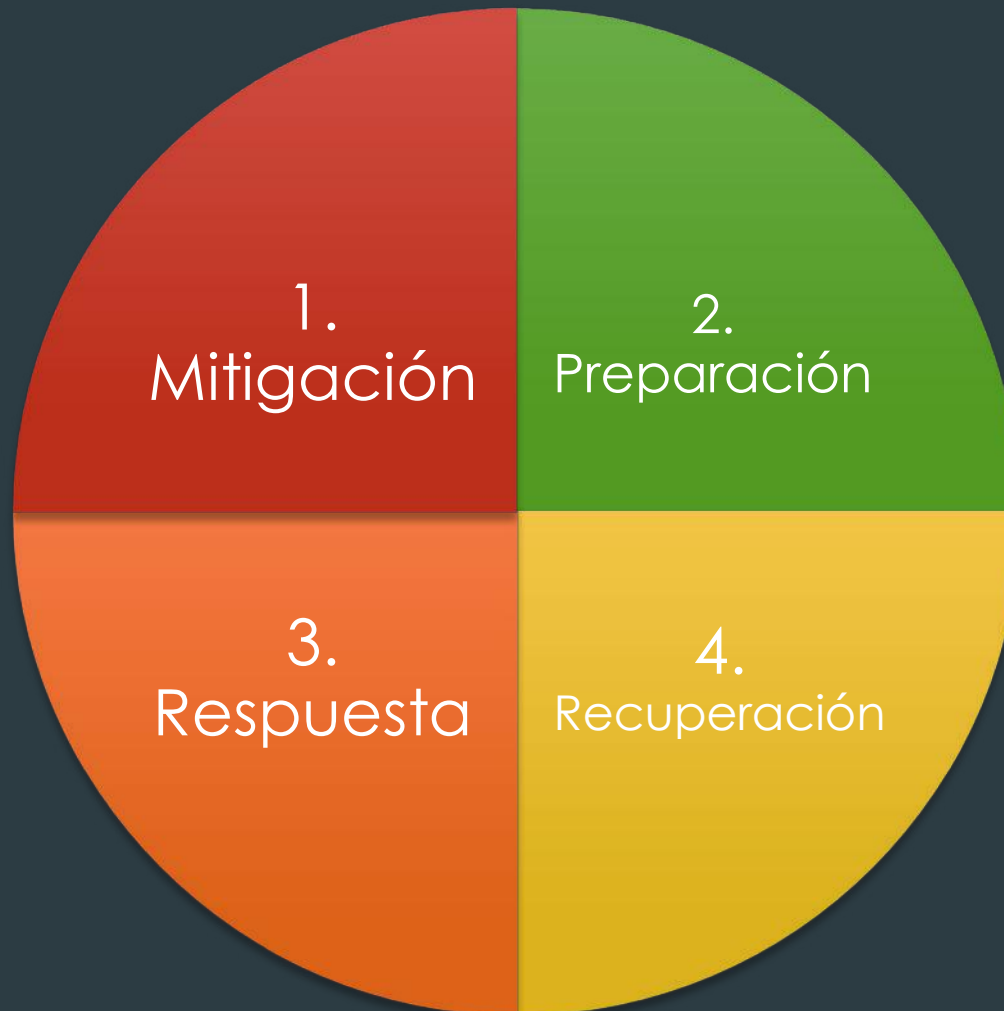 1.
Mitigación
2.
Preparación
3.
Respuesta
4.
Recuperación